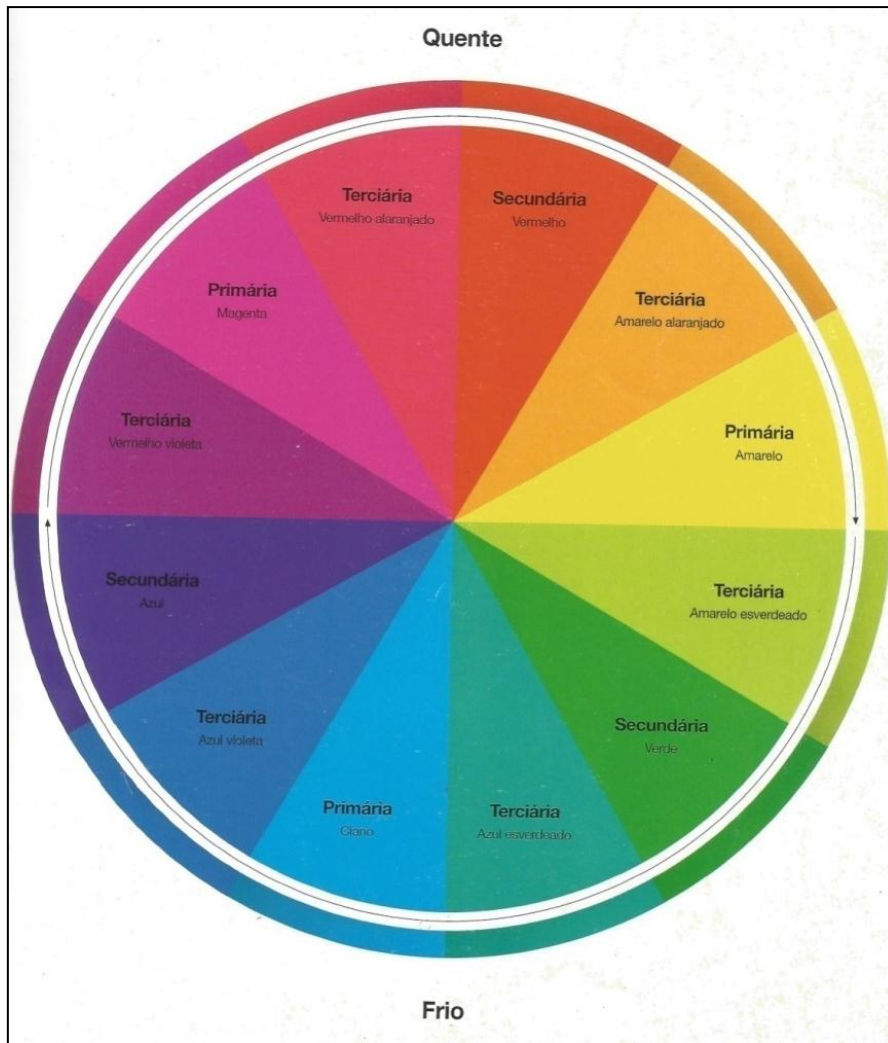 Quente
Terciária
Vermelho alaranjado
Secundária
Vermelho
Terciária
Amarelo alaranjado
Primária
Amarelo
Terciária
Amarelo esverdeado
Secundária
Verde
Terciária
Azul esverdeado
Primária
Ciano
Terciária
Azul violeta
Secundária
Azul
Terciária
Vermelho violeta
Primária
Magenta
Frio